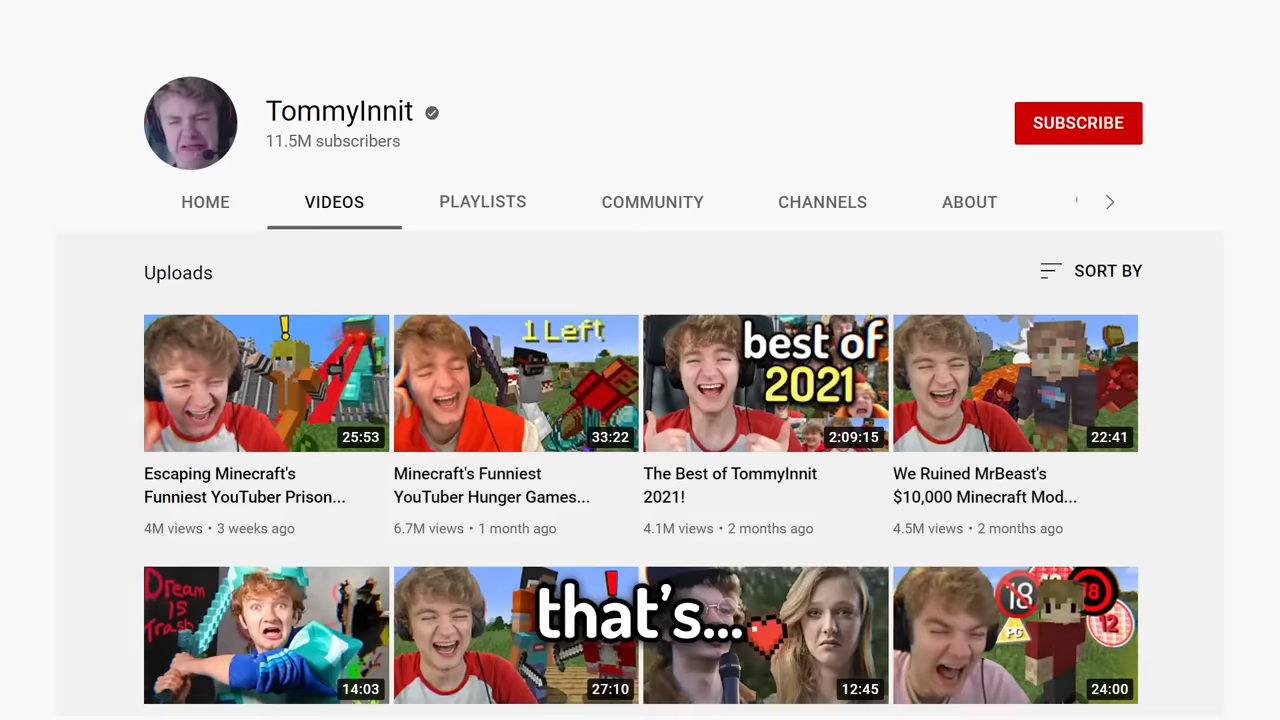 TommyInnit
11.5M subscribers
SUBSCRIBE
HOME
VIDEOS
PLAYLISTS
COMMUNITY
CHANNELS
ABOUT
Uploads
SORT BY
!
25:53
1 Left
33:22
best of
2021
2:09:15
22:41
Escaping Minecraft's
Funniest YouTuber Prison...
4M views • 3 weeks ago
Minecraft's Funniest
YouTuber Hunger Games...
6.7M views • 1 month ago
The Best of TommyInnit
2021!
4.1M views • 2 months ago
We Ruined MrBeast's
$10,000 Minecraft Mod...
4.5M views • 2 months ago
Dream
IS
Trash
14:03
!
27:10
that's...
12:45
18
18
PG
12
24:00